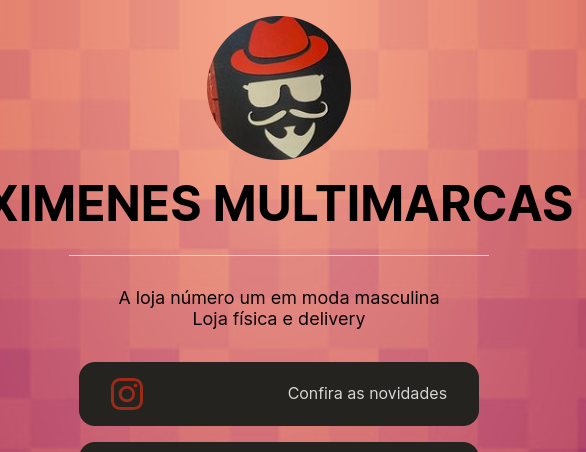 XIMENES MULTIMARCAS
A loja número um em moda masculina
Loja física e delivery
Confira as novidades